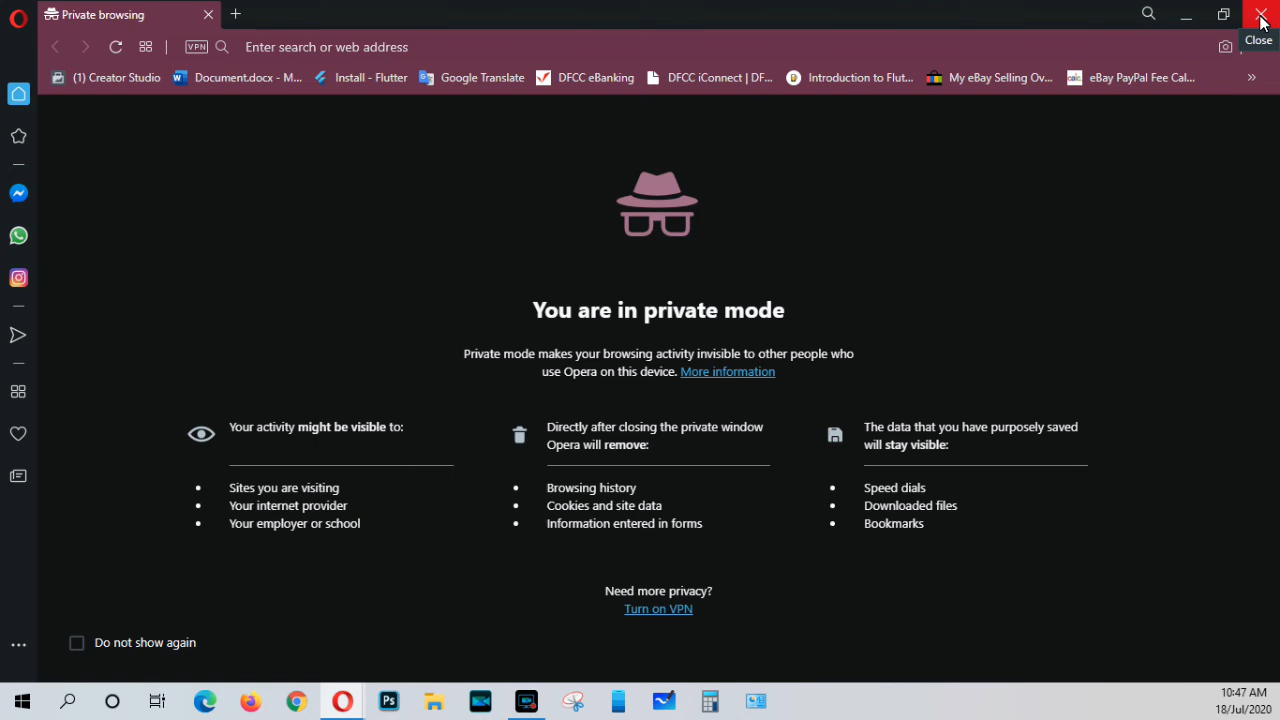 Private browsing
Close
VPN
Enter search or web address
(1) Creator Studio
Document.docx - M...
Install - Flutter
Google Translate
DFCC eBanking
DFCC iConnect | DF...
Introduction to Flut...
My eBay Selling Ov...
calc.
eBay PayPal Fee Cal...
You are in private mode
Private mode makes your browsing activity invisible to other people who
use Opera on this device. More information
Your activity might be visible to:
Sites you are visiting
Your internet provider
Your employer or school
Directly after closing the private window
Opera will remove:
Browsing history
Cookies and site data
Information entered in forms
The data that you have purposely saved
will stay visible:
Speed dials
Downloaded files
Bookmarks
Need more privacy?
Turn on VPN
Do not show again
Ps
:47 AM
18/Jul/2020